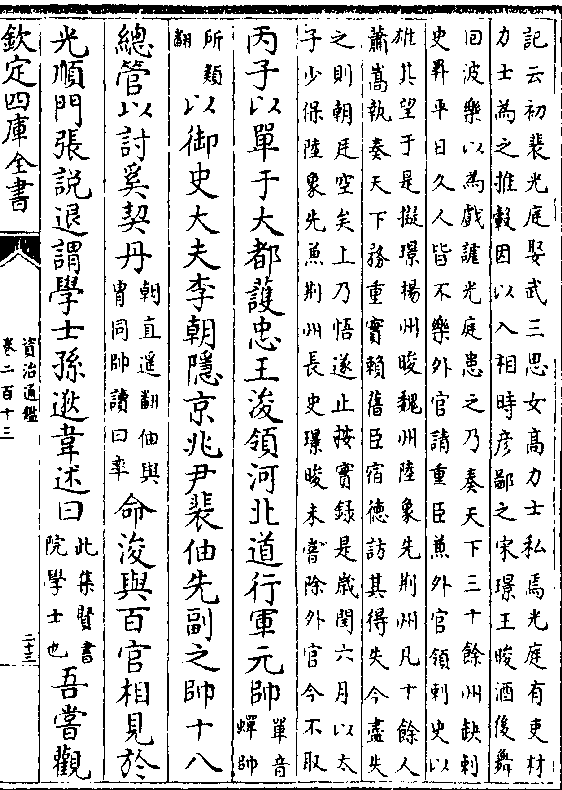 記云初裴光庭娶武三思女髙力士私焉光庭有吏材
力士為之推轂因以入相時彦鄙之宋璟王晙酒後舞
回波樂以為戲謔光庭患之乃奏天下三十餘州缺刺
史昇平日久人皆不樂外官請重臣兼外官領刺史以
雄其望于是擬璟揚州晙魏州陸象先荆州凡十餘人
蕭嵩執奏天下務重實賴舊臣宿德訪其得失今盡失
之則朝廷空矣上乃悟遂止按實録是歲閏六月以太
子少保陸象先兼荆州長史璟晙未嘗除外官今不取
丙子以單于大都護忠王浚領河北道行軍元帥單音蟬帥
所類翻以御史大夫李朝隱京兆尹裴伷先副之帥十八
總管以討奚契丹朝直遥翻伷與胄同帥讀曰率命浚與百官相見於
光順門張説退謂學士孫逖韋述曰此集賢書院學士也吾嘗觀
欽定四庫全書
資治通鑑
卷二百十三
二十三